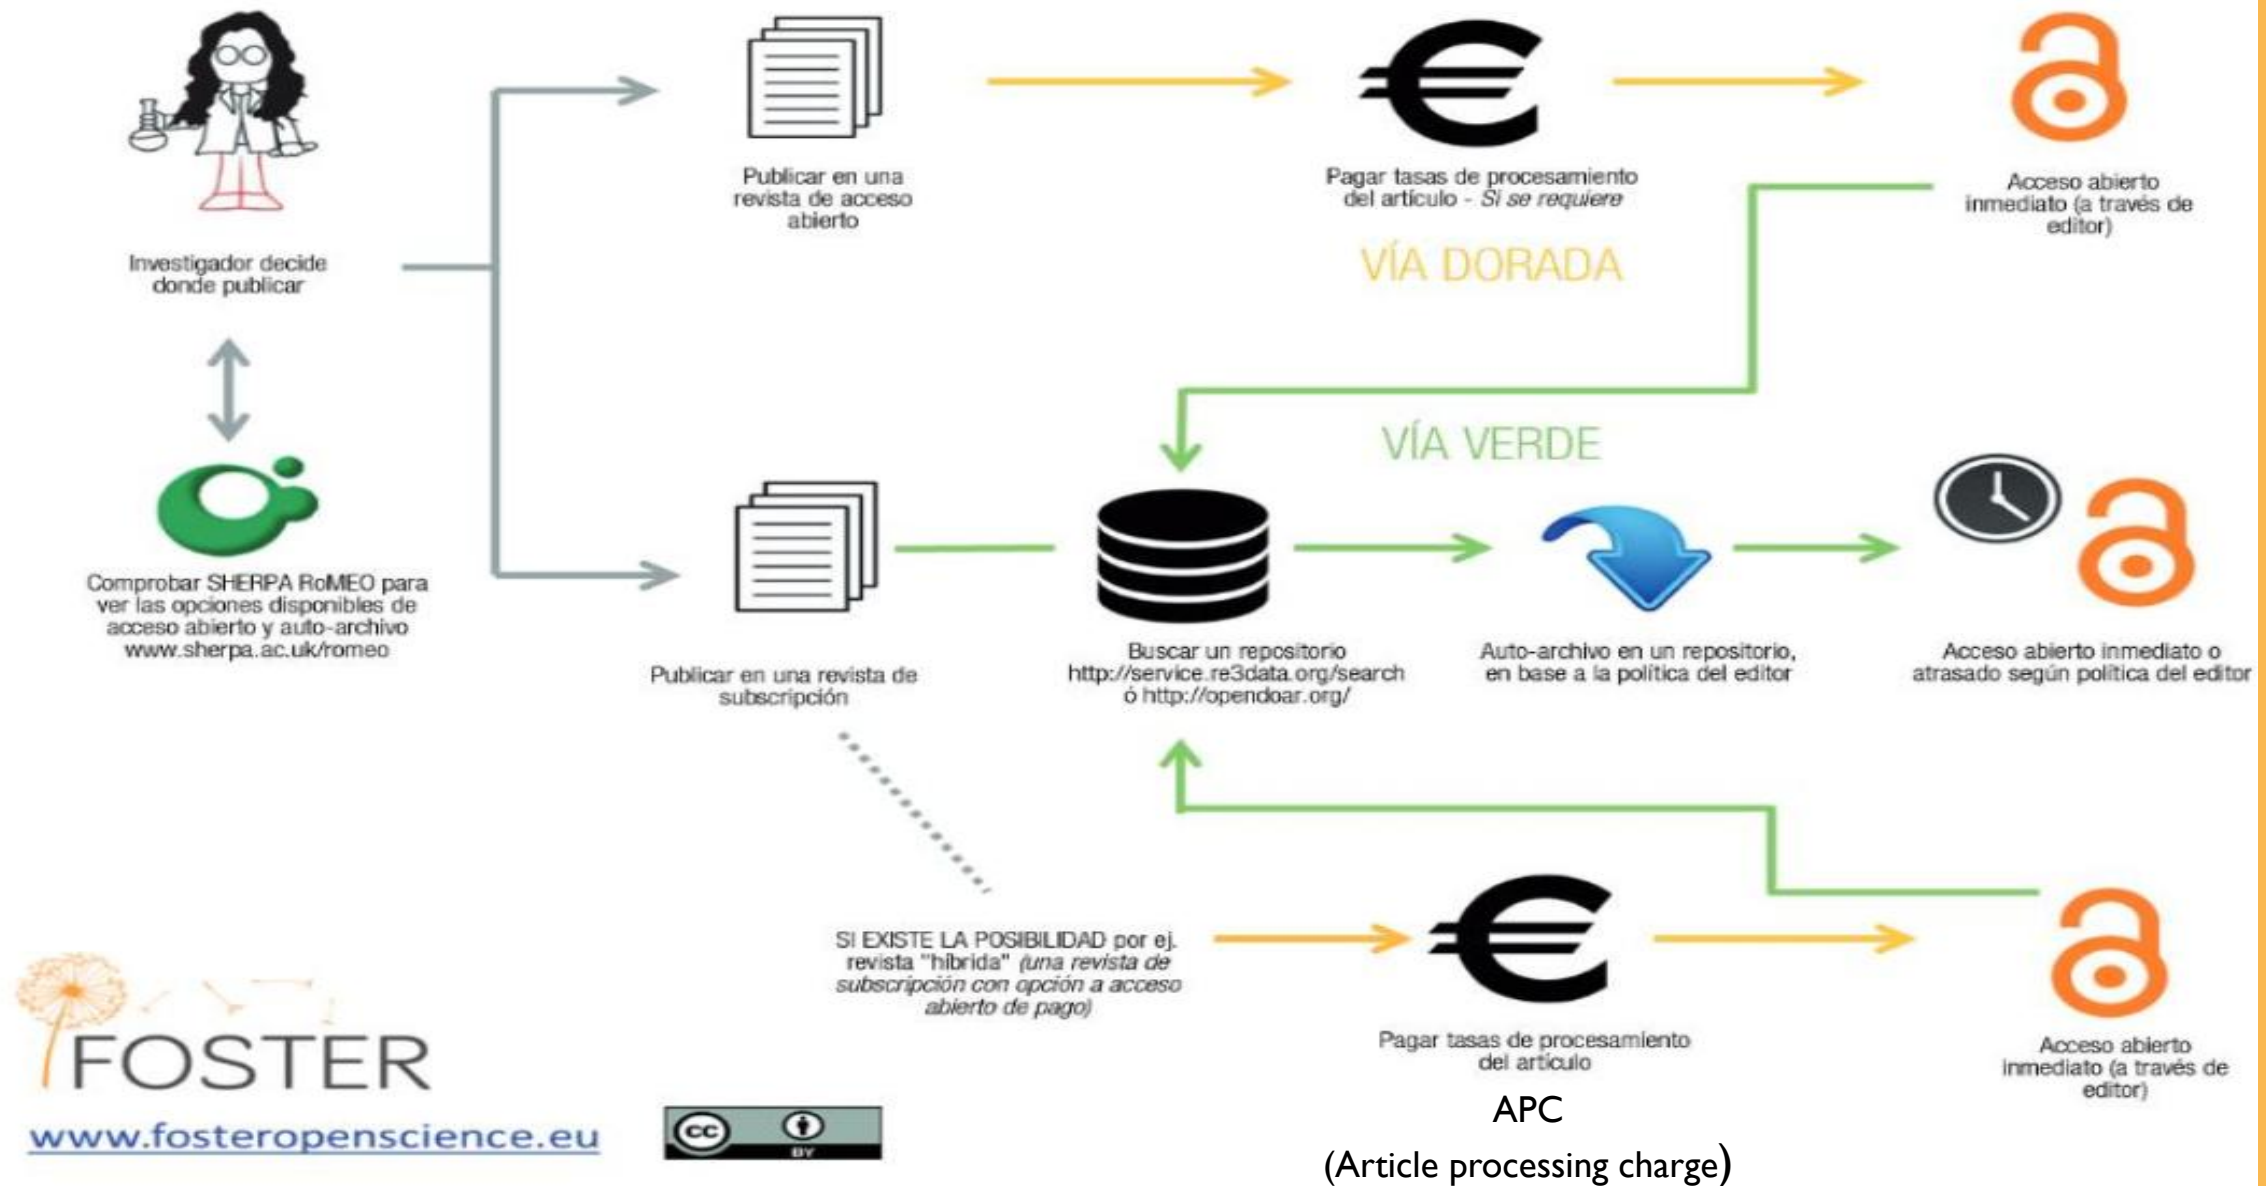 Publicar en una
revista de acceso
abierto
Pagar tasas de procesamiento
del artículo - Si se requiere
VÍA DORADA
Acceso abierto
inmediato (a través de
editor)
Investigador decide
donde publicar
VÍA VERDE
Comprobar SHERPA RoMEO para
ver las opciones disponibles de
acceso abierto y auto-archivo
www.sherpa.ac.uk/romeo
Publicar en una revista de
subscripción
Buscar un repositorio
http://service.re3data.org/search
ó http://opendoar.org/
Auto-archivo en un repositorio,
en base a la política del editor
Acceso abierto inmediato o
atrasado según política del editor
SI EXISTE LA POSIBILIDAD por ej.
revista "híbrida" (una revista de
subscripción con opción a acceso
abierto de pago)
Pagar tasas de procesamiento
del artículo
APC
(Article processing charge)
Acceso abierto
inmediato (a través de
editor)
FOSTER
www.fosteropenscience.eu
cc
BY